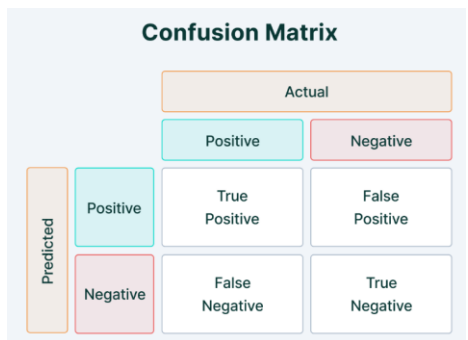 Confusion Matrix
Actual
Positive
Negative
Predicted
Positive
True
Positive
False
Positive
Negative
False
Negative
True
Negative